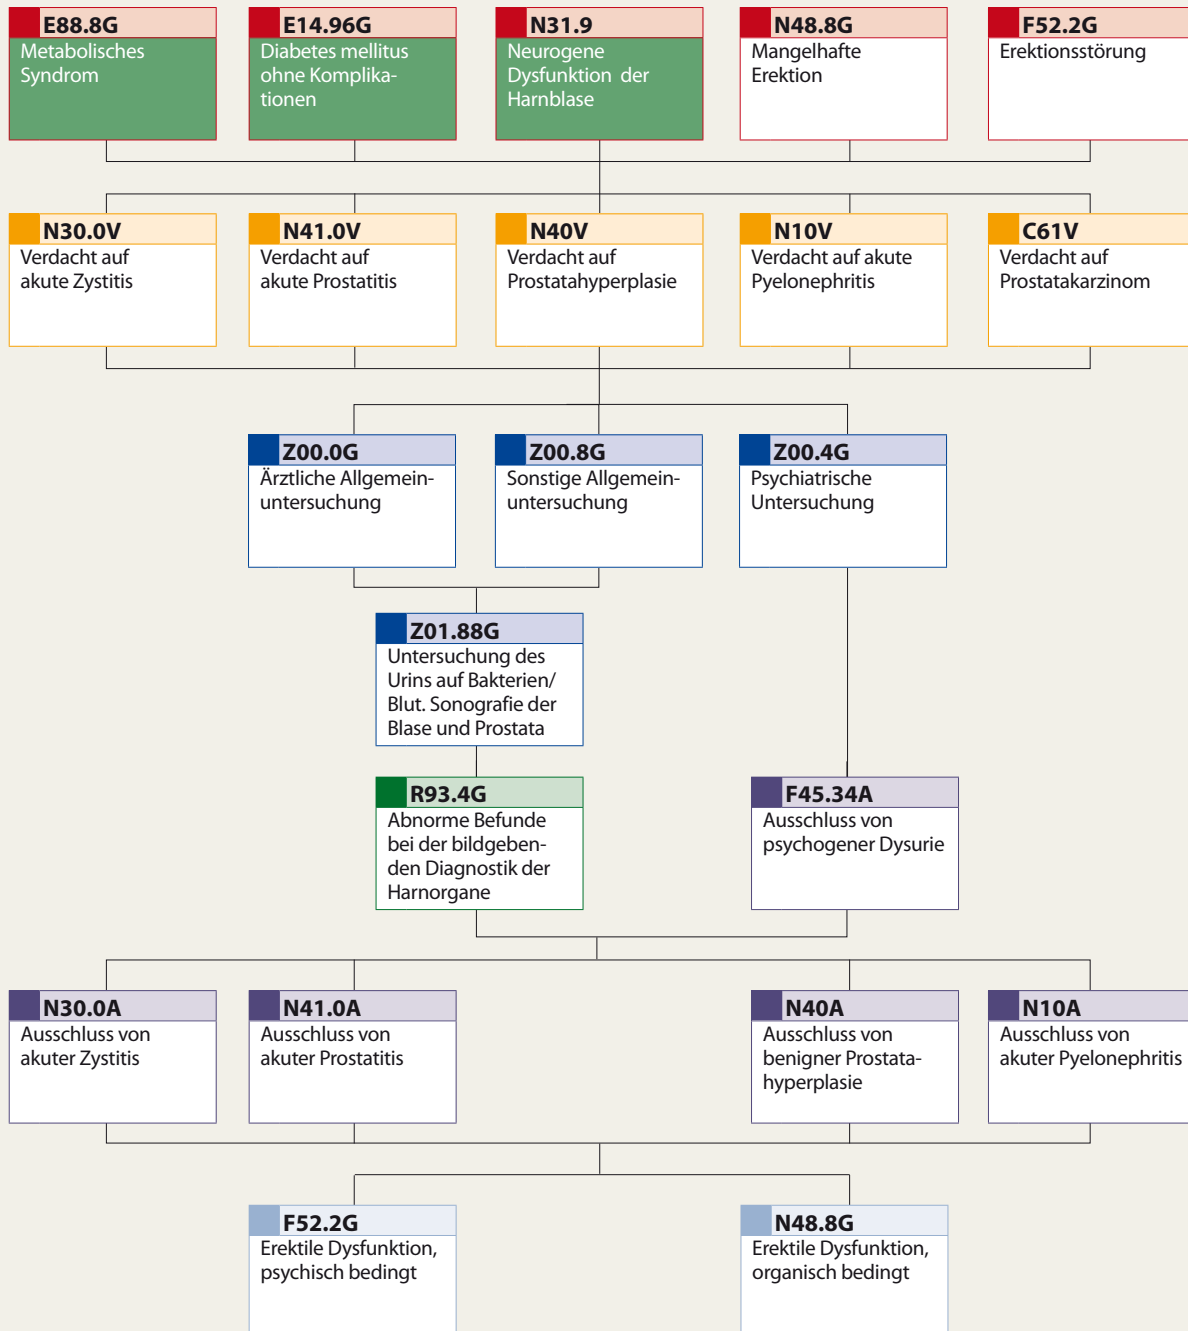 E88.8G
Metabolisches
Syndrom
E14.96G
Diabetes mellitus
ohne Komplika-
tionen
N31.9
Neurogene
Dysfunktion der
Harnblase
N48.8G
Mangelhafte
Erektion
F52.2G
Erektionsstörung
N30.0V
Verdacht auf
akute Zystitis
N41.0V
Verdacht auf
akute Prostatitis
N40V
Verdacht auf
Prostatahyperplasie
N10V
Verdacht auf akute
Pyelonephritis
C61V
Verdacht auf
Prostatakarzinom
Z00.0G
Ärztliche Allgemein-
untersuchung
Z00.8G
Sonstige Allgemein-
untersuchung
Z00.4G
Psychiatrische
Untersuchung
Z01.88G
Untersuchung des
Urins auf Bakterien/
Blut. Sonografie der
Blase und Prostata
R93.4G
Abnorme Befunde
bei der bildgeben-
den Diagnostik der
Harnorgane
F45.34A
Ausschluss von
psychogener Dysurie
N30.0A
Ausschluss von
akuter Zystitis
N41.0A
Ausschluss von
akuter Prostatitis
N40A
Ausschluss von
benigner Prostata-
hyperplasie
N10A
Ausschluss von
akuter Pyelonephritis
F52.2G
Erektile Dysfunktion,
psychisch bedingt
N48.8G
Erektile Dysfunktion,
organisch bedingt